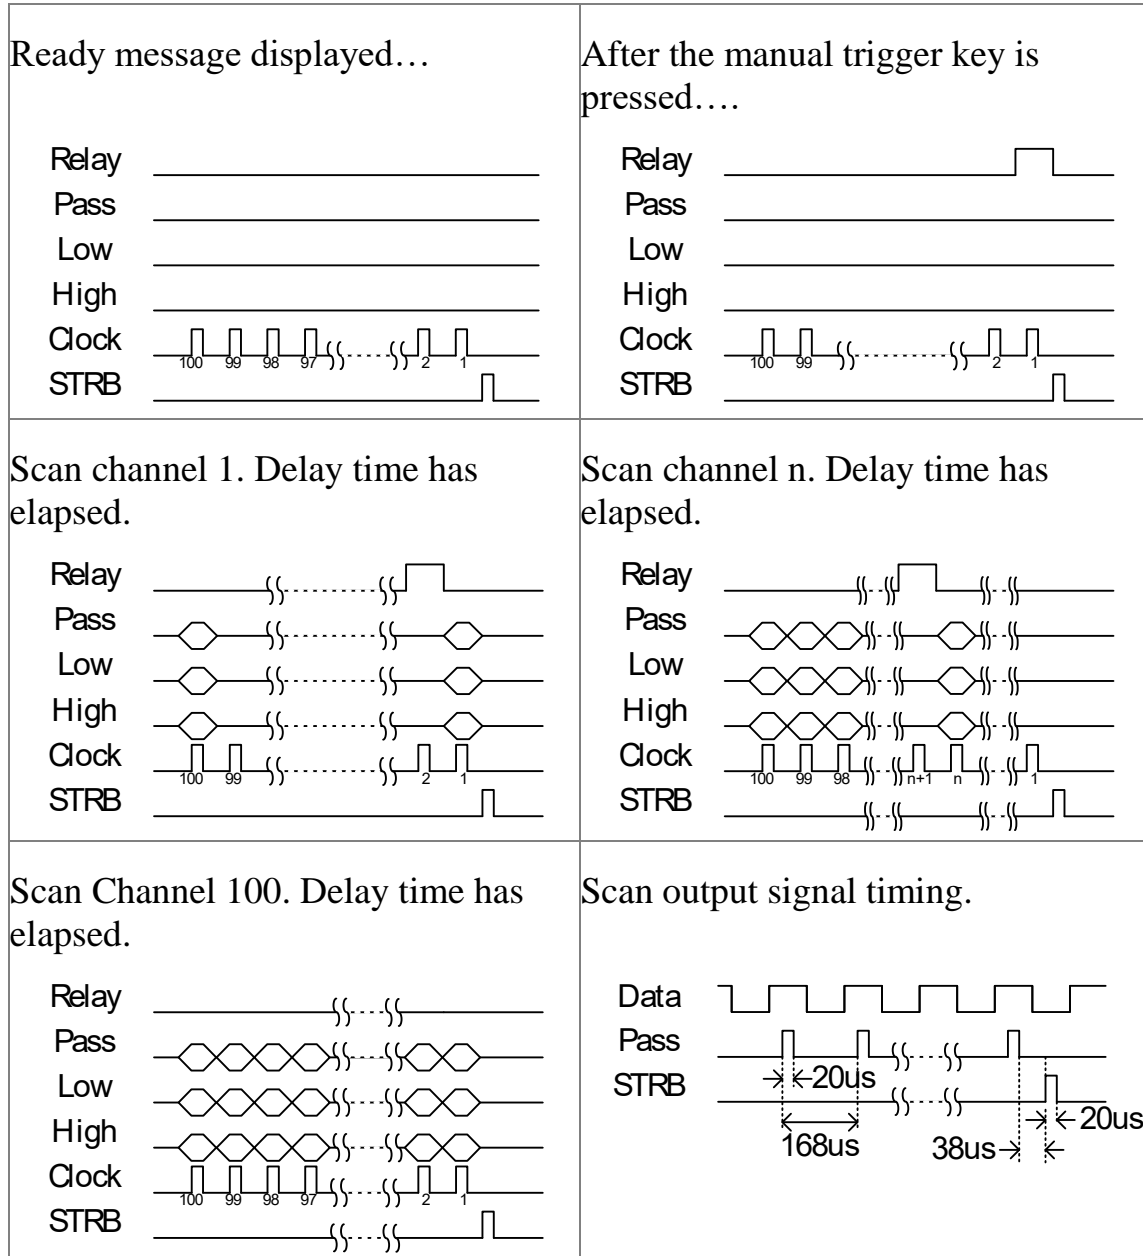 Ready message displayed…
Relay
Pass
Low
High
Clock
100 99 98 97 2 1
STRB
After the manual trigger key is
pressed….
Relay
Pass
Low
High
Clock
100 99 2 1
STRB
Scan channel 1. Delay time has
elapsed.
Relay
Pass
Low
High
Clock
100 99 2 1
STRB
Scan channel n. Delay time has
elapsed.
Relay
Pass
Low
High
Clock
100 99 98 n+1 n 1
STRB
Scan Channel 100. Delay time has
elapsed.
Relay
Pass
Low
High
Clock
100 99 98 97 2 1
STRB
Scan output signal timing.
Data
Pass
STRB
20us
20us
168us
38us